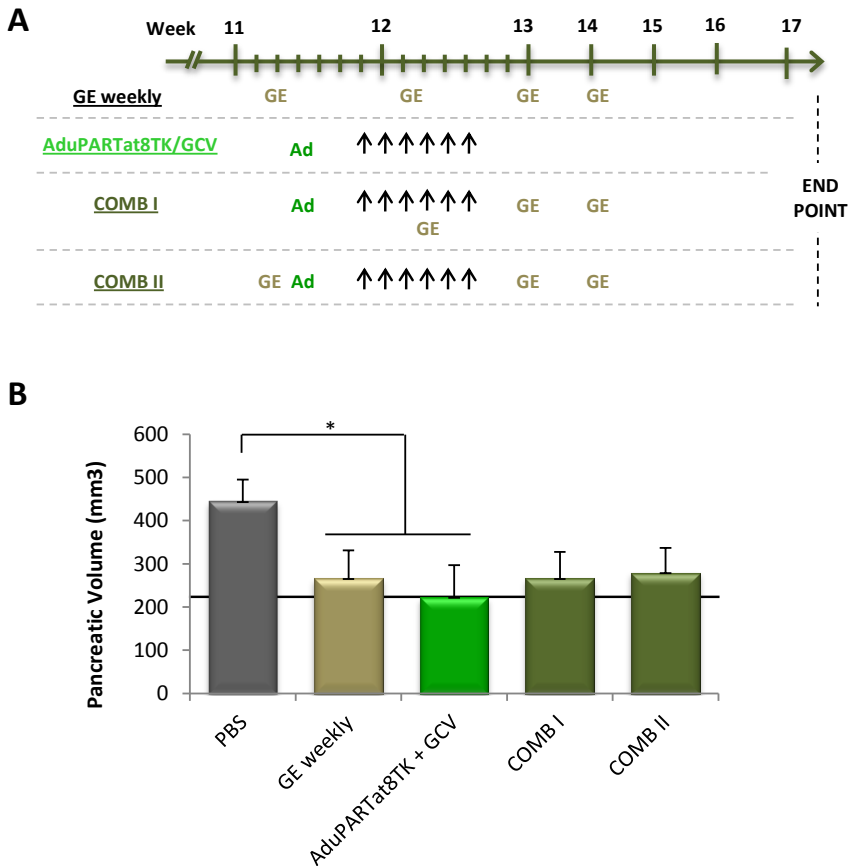 A
Week 11 12 13 14 15 16 17
GE weekly GE GE GE GE
AduPARTat8TK/GCV Ad
COMB I Ad GE GE
GE
COMB II GE Ad GE GE
END
POINT
B
Pancreatic Volume (mm3)
600
500
400
300
200
100
0
*
PBS
GE weekly
AduPARTat8TK + GCV
COMB I
COMB II